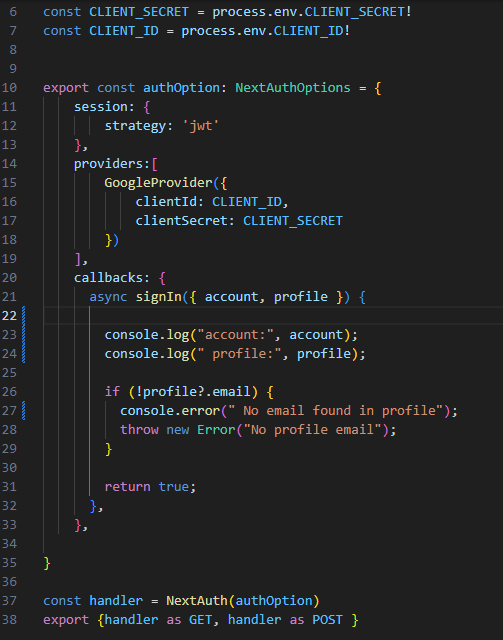 6 const CLIENT_SECRET = process.env.CLIENT_SECRET!
7 const CLIENT_ID = process.env.CLIENT_ID!
8
9
10 export const authOption: NextAuthOptions = {
11     session: {
12         strategy: 'jwt'
13     },
14     providers:[
15         GoogleProvider({
16             clientId: CLIENT_ID,
17             clientSecret: CLIENT_SECRET
18         })
19     ],
20     callbacks: {
21       async signIn({ account, profile }) {
22
23         console.log("account:", account);
24         console.log(" profile:", profile);
25
26         if (!profile?.email) {
27           console.error(" No email found in profile");
28           throw new Error("No profile email");
29         }
30
31         return true;
32       },
33     },
34
35 }
36
37 const handler = NextAuth(authOption)
38 export {handler as GET, handler as POST }